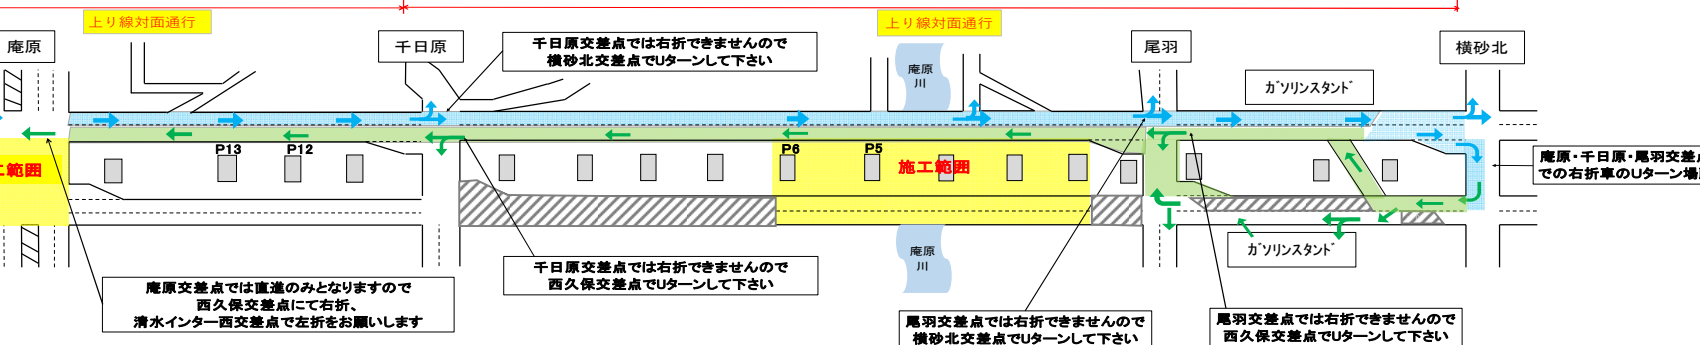 上り線対面通行
上り線対面通行
庵原
千日原
千日原交差点では右折できませんので
横砂北交差点でUターンして下さい
庵原
川
尾羽
ガソリンスタンド
横砂北
P13
P12
P6
P5
工範囲
施工範囲
庵原・千日原・尾羽交差点
での右折車のUターン場
庵原
川
ガソリンスタンド
庵原交差点では直進のみとなりますので
西久保交差点にて右折、
清水インター西交差点で左折をお願いします
千日原交差点では右折できませんので
西久保交差点でUターンして下さい
尾羽交差点では右折できませんので
横砂北交差点でUターンして下さい
尾羽交差点では右折できませんので
西久保交差点でUターンして下さい